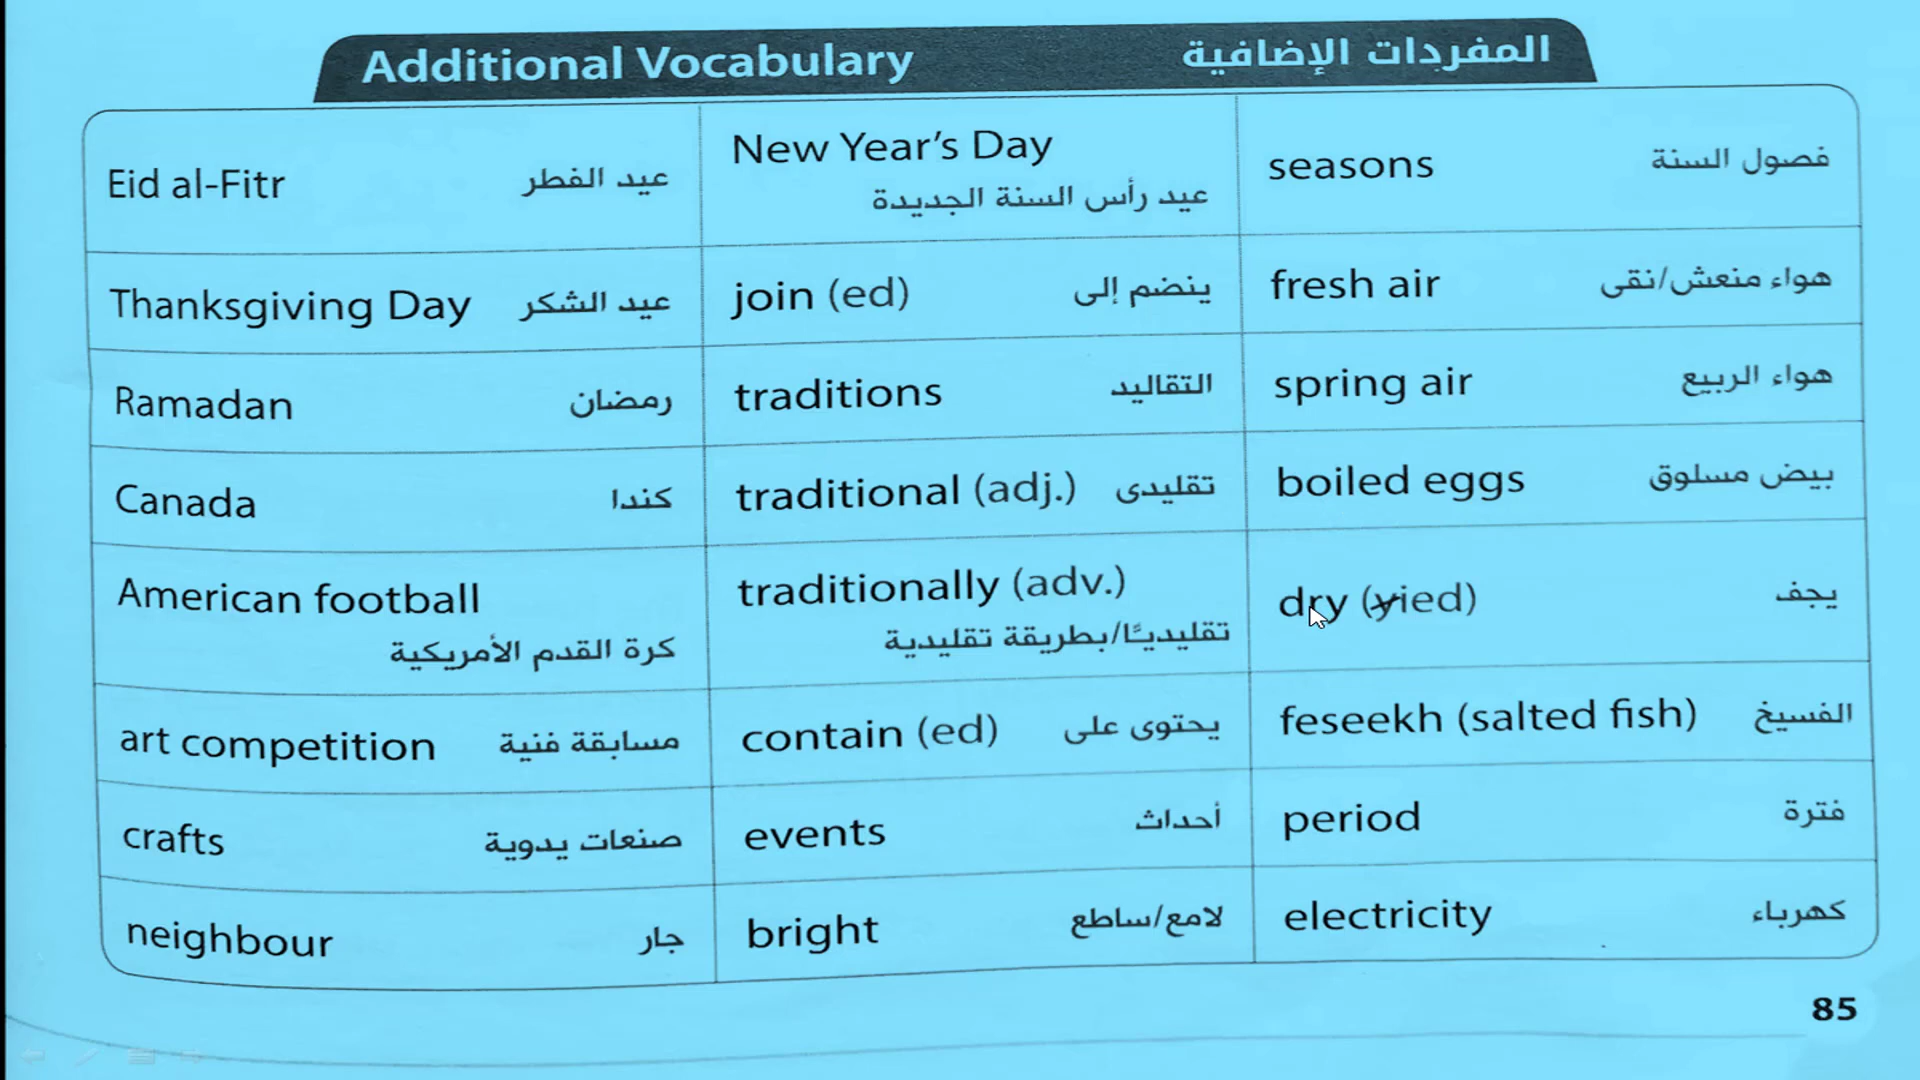 Additional Vocabulary المفردات الإضافية
Eid al-Fitr عيد الفطر
New Year's Day
عيد رأس السنة الجديدة
seasons فصول السنة
Thanksgiving Day عيد الشكر
join (ed) ينضم إلى
fresh air هواء منعش/نقى
Ramadan رمضان
traditions التقاليد
spring air هواء الربيع
Canada كندا
traditional (adj.) تقليدى
boiled eggs بيض مسلوق
American football
كرة القدم الأمريكية
traditionally (adv.)
تقليديًا/بطريقة تقليدية
dry (yied) يجف
art competition مسابقة فنية
contain (ed) يحتوى على
feseekh (salted fish) الفسيخ
crafts صنعات يدوية
events أحداث
period فترة
neighbour جار
bright لامع/ساطع
electricity كهرباء
85